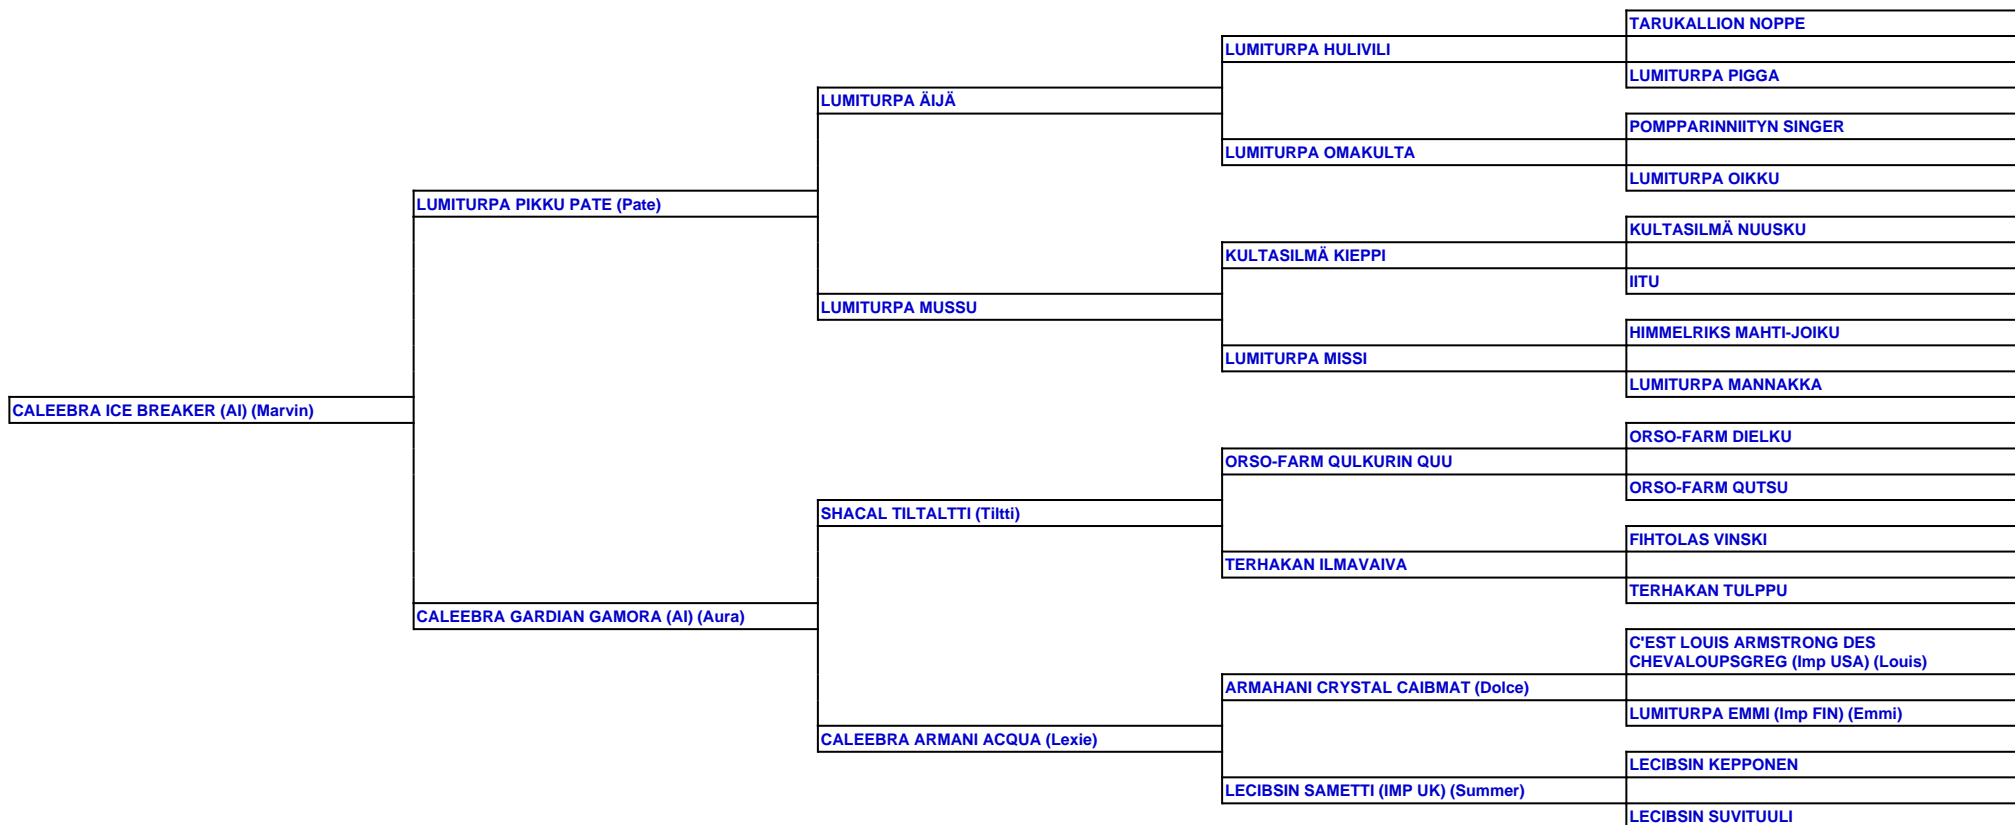 TARUKALLION NOPPE
LUMITURPA HULIVILI
LUMITURPA PIGGA
LUMITURPA ÄIJÄ
POMPPARINNIITYN SINGER
LUMITURPA OMAKULTA
LUMITURPA OIKKU
LUMITURPA PIKKU PATE (Pate)
KULTASILMÄ NUUSKU
KULTASILMÄ KIEPPI
IITU
LUMITURPA MUSSU
HIMMELRIKS MAHTI-JOIKU
LUMITURPA MISSI
LUMITURPA MANNAKKA
CALEEBRA ICE BREAKER (AI) (Marvin)
ORSO-FARM DIELKU
ORSO-FARM QULKURIN QUU
ORSO-FARM QUTSU
SHACAL TILTALTTI (Tiltti)
FIHTOLAS VINSKI
TERHAKAN ILMAVAIVA
TERHAKAN TULPPU
CALEEBRA GARDIAN GAMORA (AI) (Aura)
C'EST LOUIS ARMSTRONG DES
CHEVALOUPSGREG (Imp USA) (Louis)
ARMAHANI CRYSTAL CAIBMAT (Dolce)
LUMITURPA EMMI (Imp FIN) (Emmi)
CALEEBRA ARMANI ACQUA (Lexie)
LECIBSIN KEPPONEN
LECIBSIN SAMETTI (IMP UK) (Summer)
LECIBSIN SUVITUULI